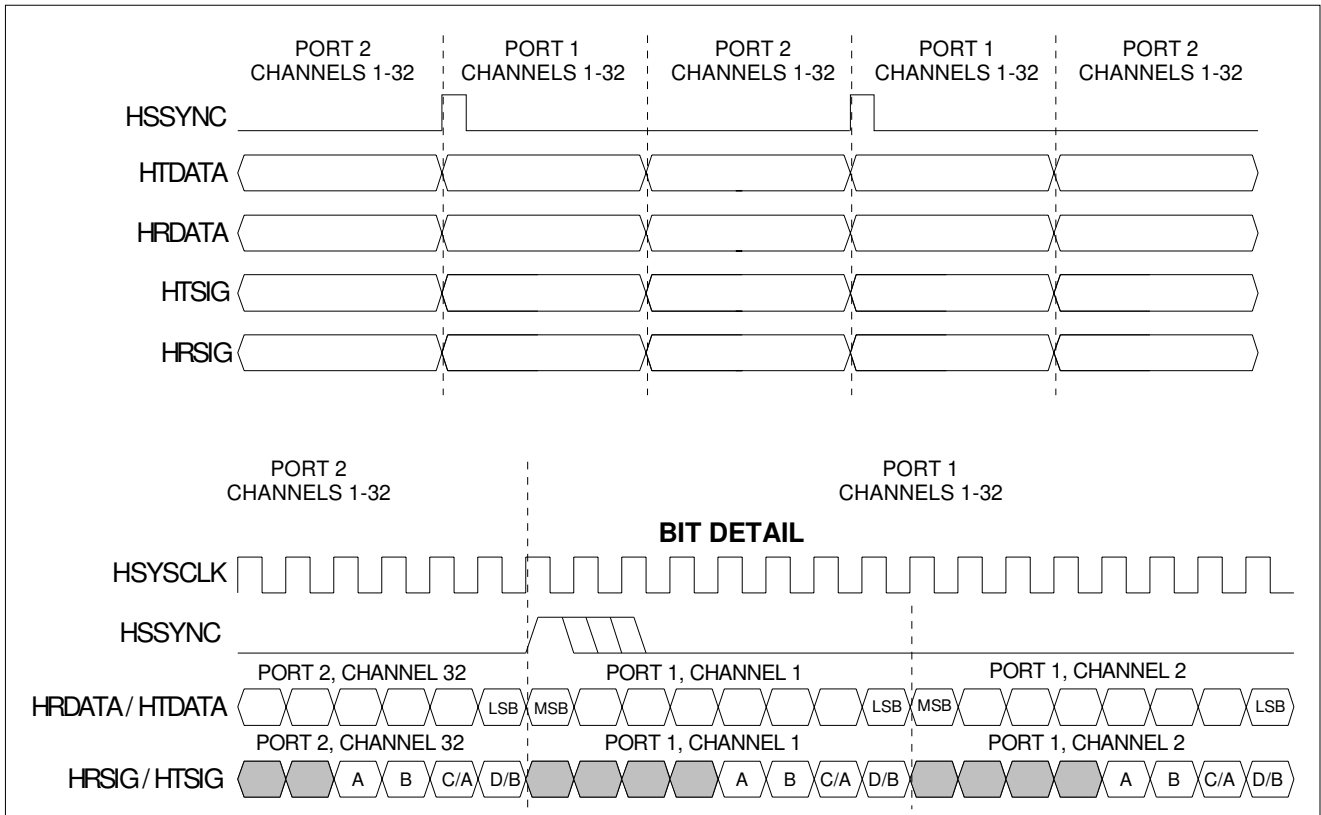 PORT 2 PORT 1 PORT 2 PORT 1 PORT 2
CHANNELS 1-32 CHANNELS 1-32 CHANNELS 1-32 CHANNELS 1-32 CHANNELS 1-32
HSSYNC
HTDATA
HRDATA
HTSIG
HRSIG
PORT 2 PORT 1
CHANNELS 1-32 CHANNELS 1-32
BIT DETAIL
HSYSCLK
HSSYNC
PORT 2, CHANNEL 32 PORT 1, CHANNEL 1 PORT 1, CHANNEL 2
HRDATA / HTDATA LSB MSB LSB MSB LSB
PORT 2, CHANNEL 32 PORT 1, CHANNEL 1 PORT 1, CHANNEL 2
HRSIG / HTSIG A B C/A D/B A B C/A D/B A B C/A D/B